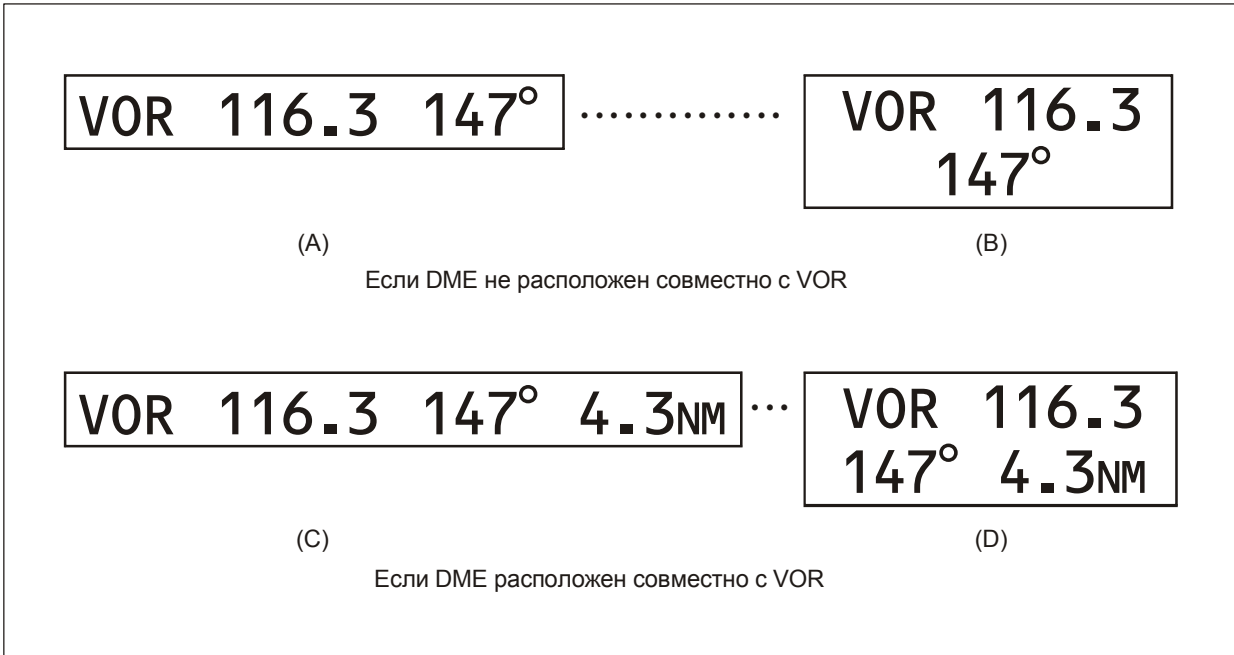 VOR 116.3 147° .............. VOR 116.3
147°
(A) (B)
Если DME не расположен совместно с VOR
VOR 116.3 147° 4.3NM ... VOR 116.3
147° 4.3NM
(C) (D)
Если DME расположен совместно с VOR